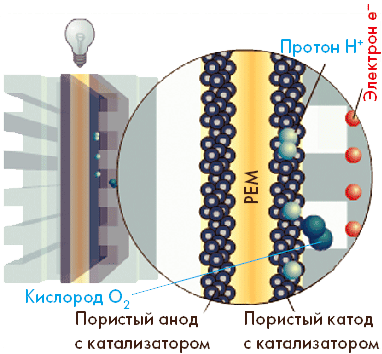 Протон H⁺
Электрон e⁻
PEM
Кислород O₂
Пористый анод
с катализатором
Пористый катод
с катализатором